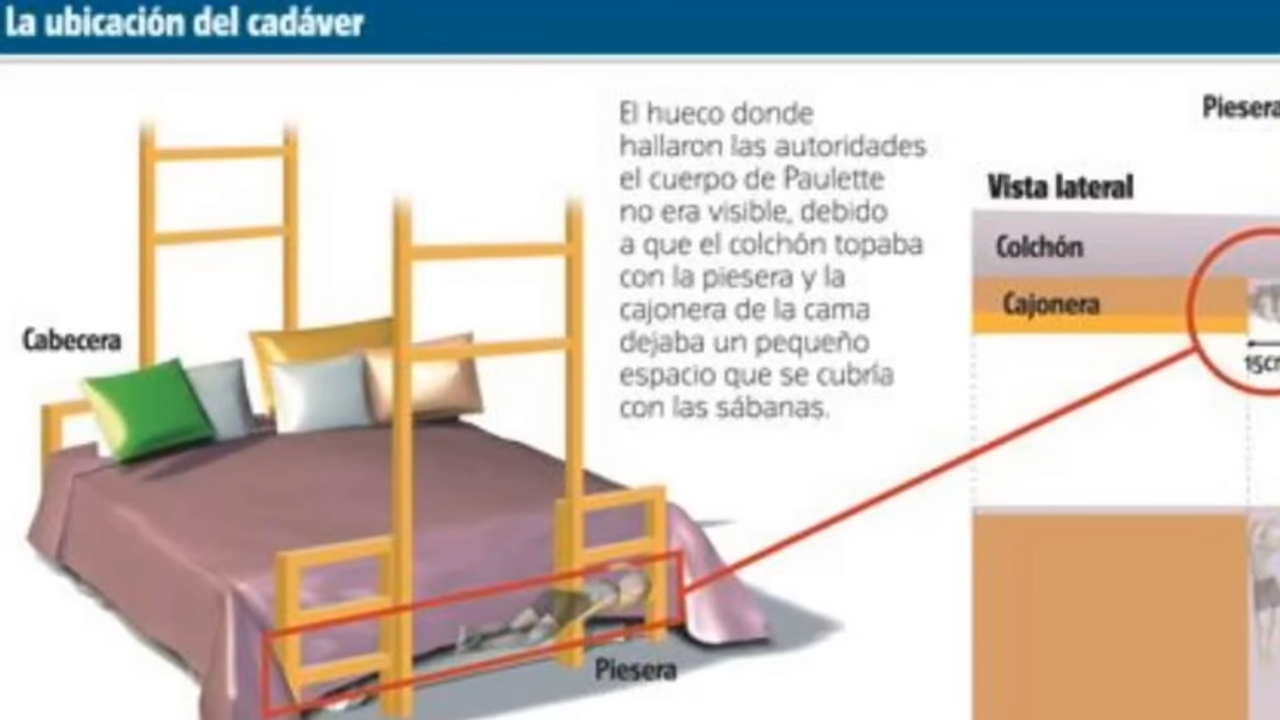 La ubicación del cadáver
El hueco donde
hallaron las autoridades
el cuerpo de Paulette
no era visible, debido
a que el colchón topaba
con la piesera y la
cajonera de la cama
dejaba un pequeño
espacio que se cubría
con las sábanas.
Cabecera
Piesera
Piesera
Vista lateral
Colchón
Cajonera